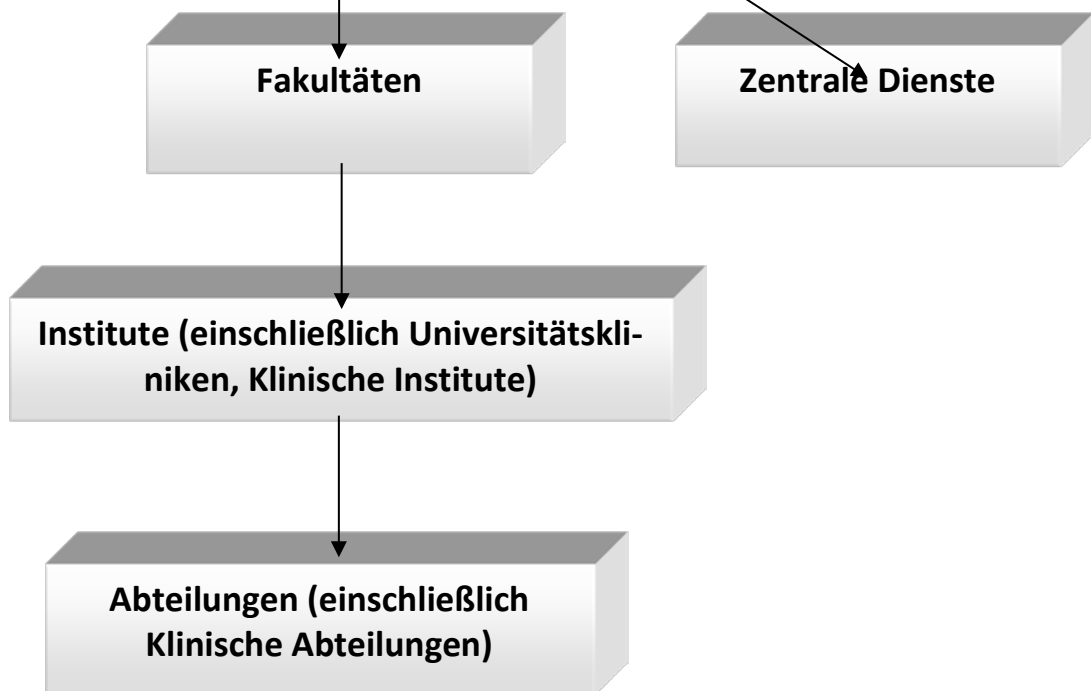 Fakultäten
Zentrale Dienste
Institute (einschließlich Universitätskli-
niken, Klinische Institute)
Abteilungen (einschließlich
Klinische Abteilungen)